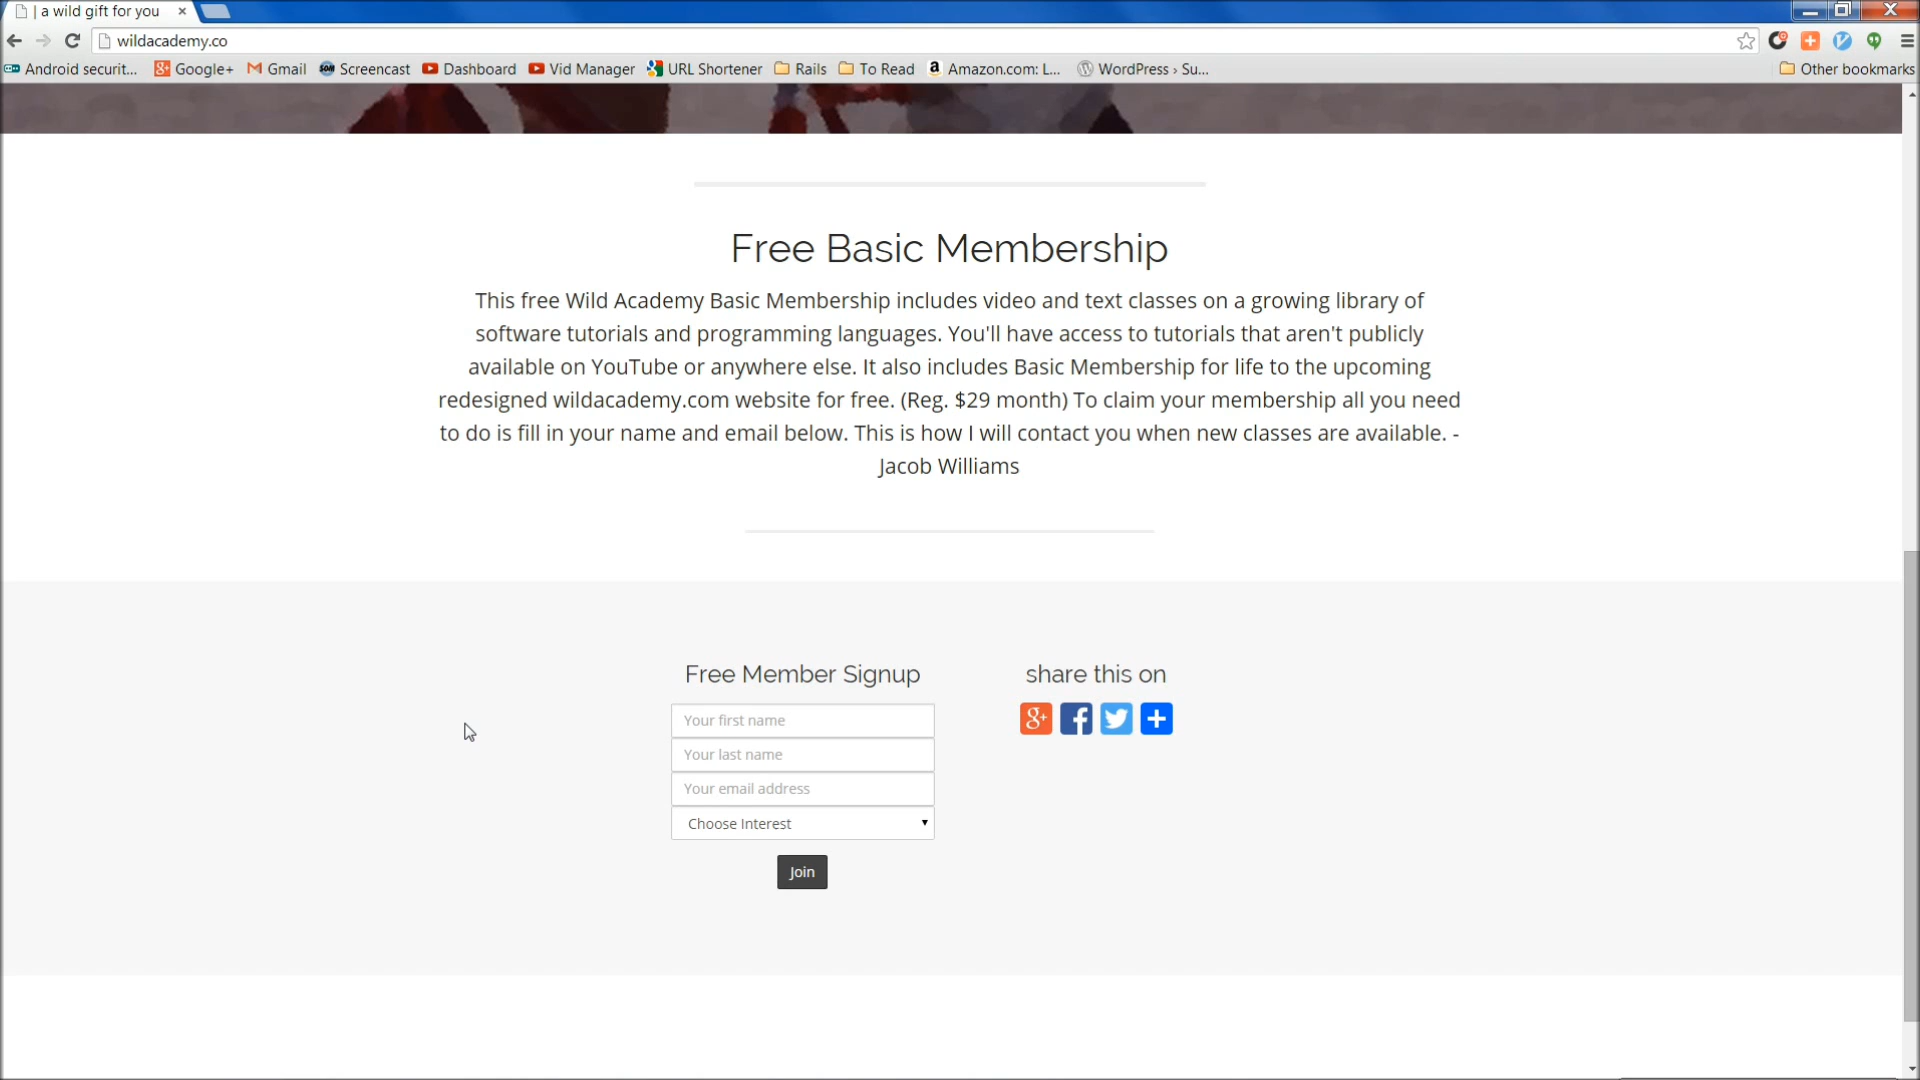 | a wild gift for you
wildacademy.co
Android securit... Google+ Gmail Screencast Dashboard Vid Manager URL Shortener Rails To Read Amazon.com: L... WordPress › Su... Other bookmarks
Free Basic Membership
This free Wild Academy Basic Membership includes video and text classes on a growing library of
software tutorials and programming languages. You'll have access to tutorials that aren't publicly
available on YouTube or anywhere else. It also includes Basic Membership for life to the upcoming
redesigned wildacademy.com website for free. (Reg. $29 month) To claim your membership all you need
to do is fill in your name and email below. This is how I will contact you when new classes are available. -
Jacob Williams
Free Member Signup
Your first name
Your last name
Your email address
Choose Interest
Join
share this on